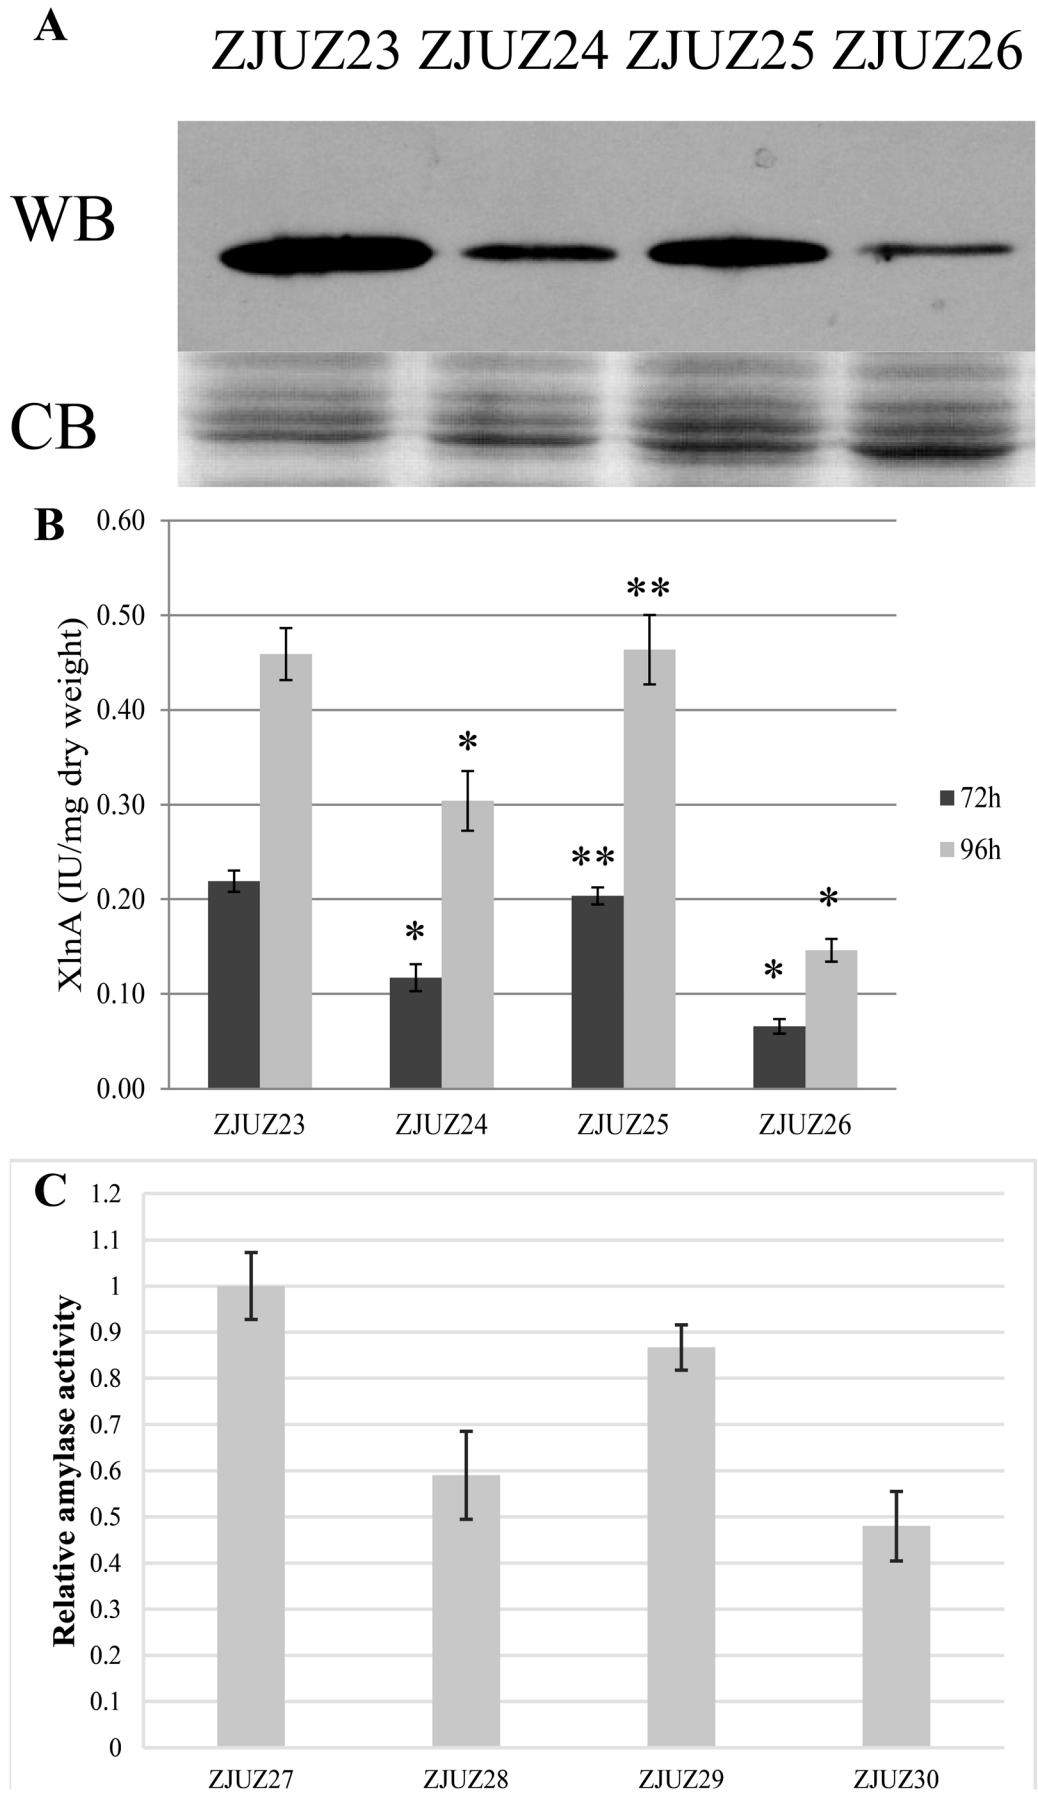 A
ZJUZ23 ZJUZ24 ZJUZ25 ZJUZ26
WB
CB
B
XlnA (IU/mg dry weight)
0.60
0.50
0.40
0.30
0.20
0.10
0.00
*
**
*
**
*
*
72h
96h
ZJUZ23 ZJUZ24 ZJUZ25 ZJUZ26
C
Relative amylase activity
1.2
1.1
1
0.9
0.8
0.7
0.6
0.5
0.4
0.3
0.2
0.1
0
ZJUZ27 ZJUZ28 ZJUZ29 ZJUZ30